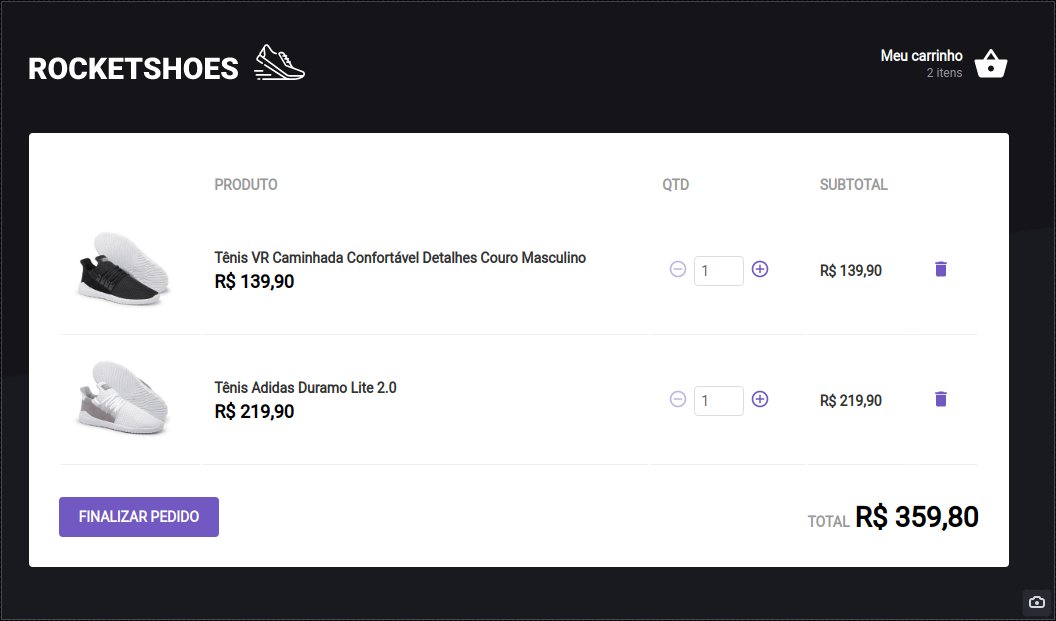 ROCKETSHOES
Meu carrinho
2 itens
PRODUTO QTD SUBTOTAL
Tênis VR Caminhada Confortável Detalhes Couro Masculino
R$ 139,90
1
R$ 139,90
Tênis Adidas Duramo Lite 2.0
R$ 219,90
1
R$ 219,90
FINALIZAR PEDIDO
TOTAL R$ 359,80